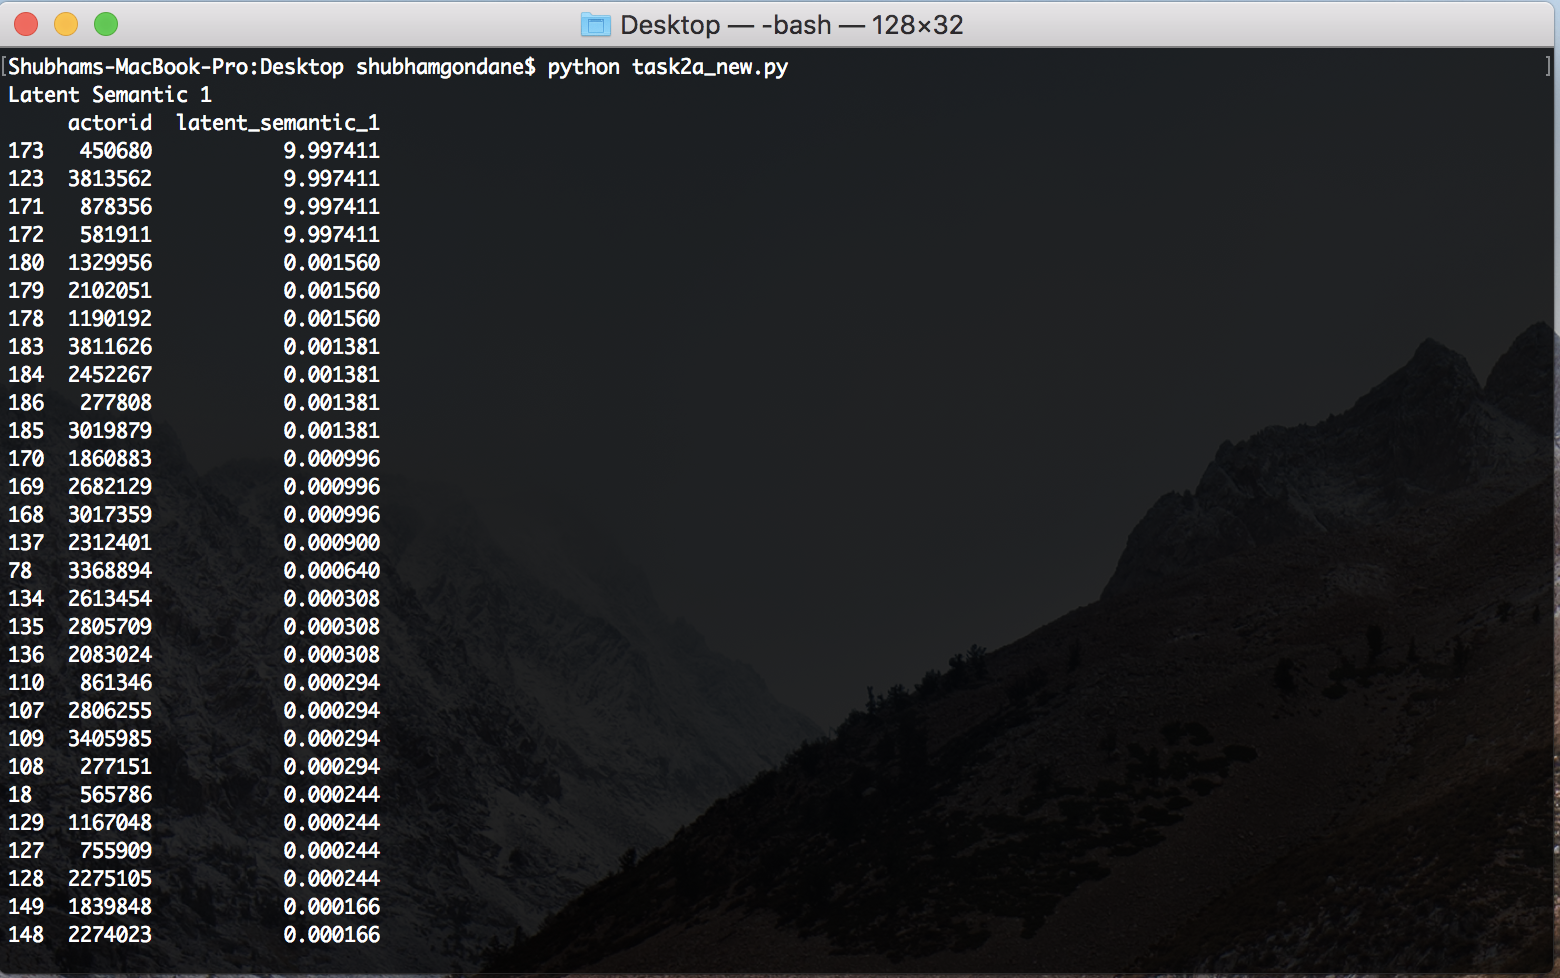 Desktop — -bash — 128×32
[Shubhams-MacBook-Pro:Desktop shubhamgondane$ python task2a_new.py ]
Latent Semantic 1
     actorid  latent_semantic_1
173   450680           9.997411
123  3813562           9.997411
171   878356           9.997411
172   581911           9.997411
180  1329956           0.001560
179  2102051           0.001560
178  1190192           0.001560
183  3811626           0.001381
184  2452267           0.001381
186   277808           0.001381
185  3019879           0.001381
170  1860883           0.000996
169  2682129           0.000996
168  3017359           0.000996
137  2312401           0.000900
78   3368894           0.000640
134  2613454           0.000308
135  2805709           0.000308
136  2083024           0.000308
110   861346           0.000294
107  2806255           0.000294
109  3405985           0.000294
108   277151           0.000294
18    565786           0.000244
129  1167048           0.000244
127   755909           0.000244
128  2275105           0.000244
149  1839848           0.000166
148  2274023           0.000166